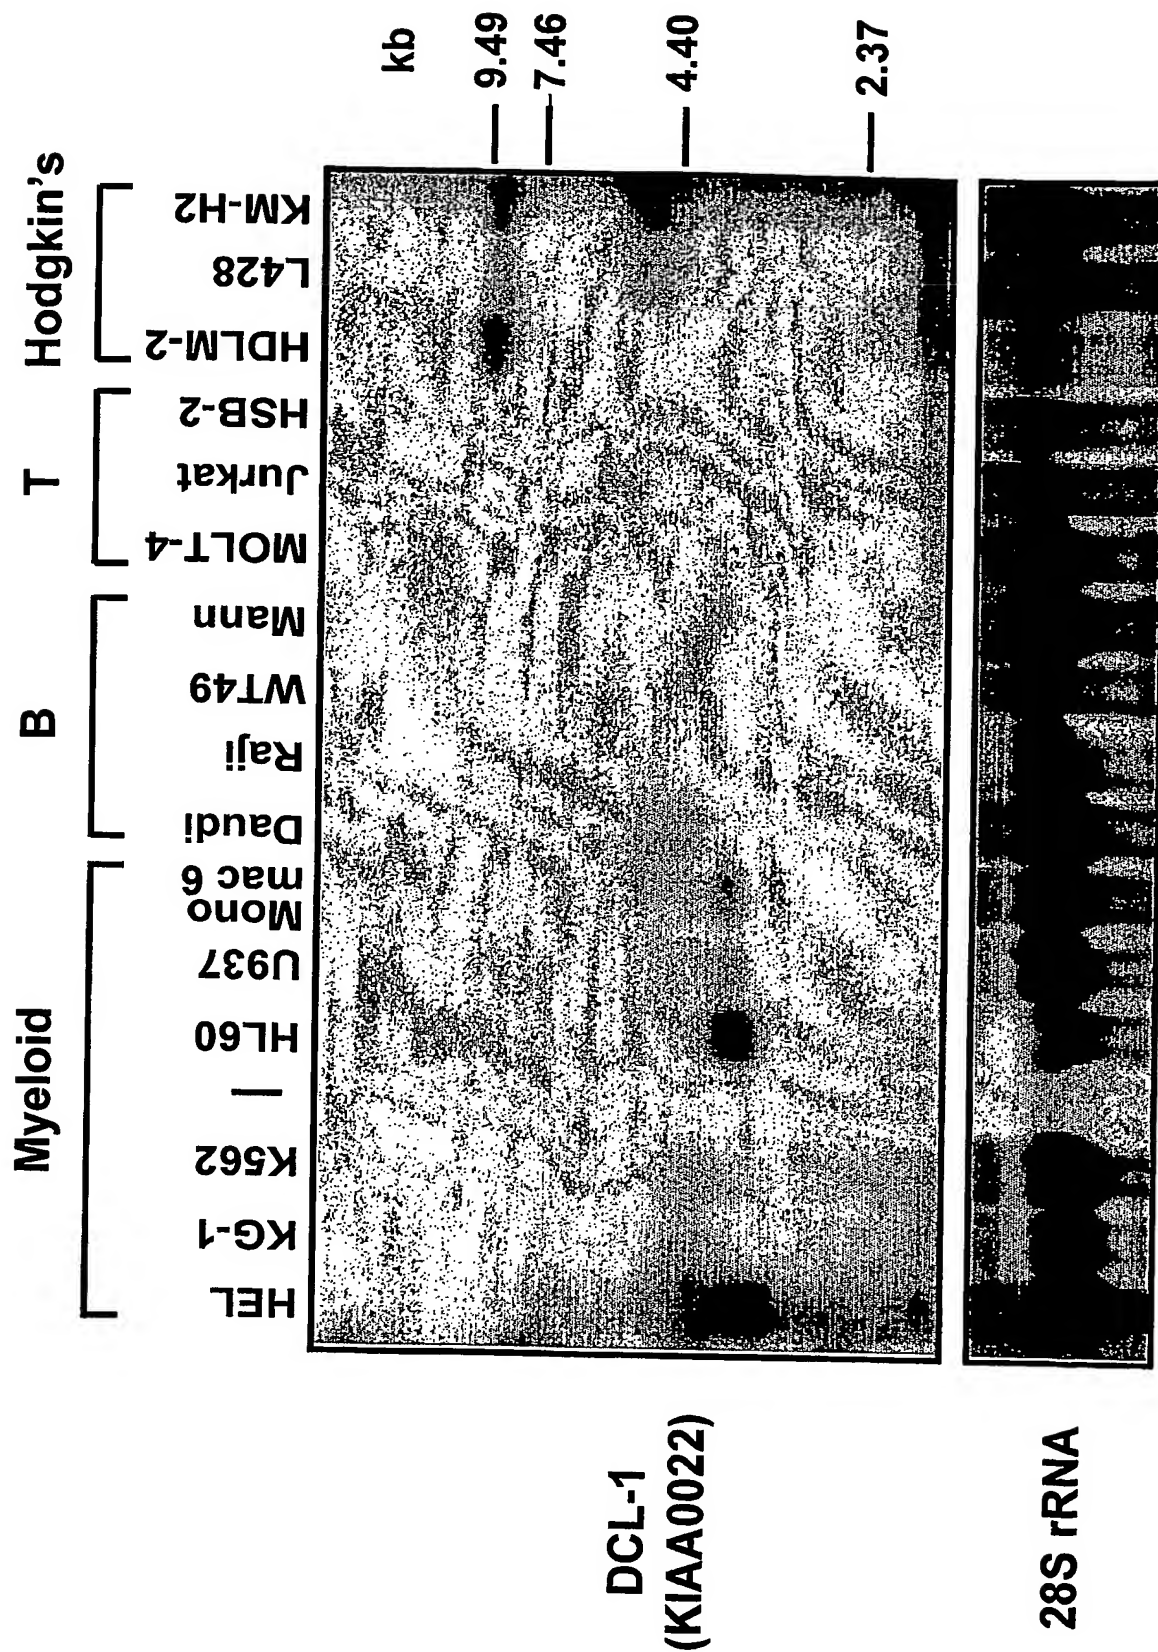 Myeloid
B
T
Hodgkin's
HEL
KG-1
K562
—
HL60
U937
Mono
mac 6
Daudi
Raji
WT49
Mann
MOLT-4
Jurkat
HSB-2
HDLM-2
L428
KM-H2
kb
9.49
7.46
4.40
2.37
DCL-1
(KIAA0022)
28S rRNA